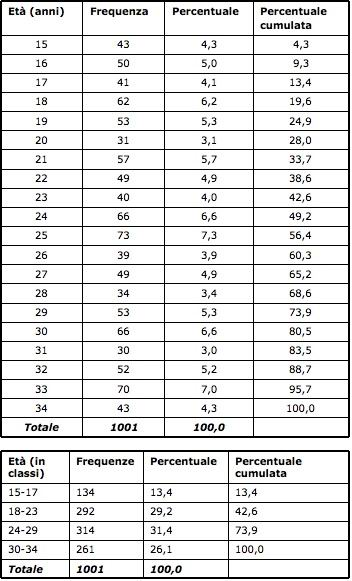 Età (anni) Frequenza Percentuale Percentuale
cumulata
15 43 4,3 4,3
16 50 5,0 9,3
17 41 4,1 13,4
18 62 6,2 19,6
19 53 5,3 24,9
20 31 3,1 28,0
21 57 5,7 33,7
22 49 4,9 38,6
23 40 4,0 42,6
24 66 6,6 49,2
25 73 7,3 56,4
26 39 3,9 60,3
27 49 4,9 65,2
28 34 3,4 68,6
29 53 5,3 73,9
30 66 6,6 80,5
31 30 3,0 83,5
32 52 5,2 88,7
33 70 7,0 95,7
34 43 4,3 100,0
Totale 1001 100,0
Età (in Frequenze Percentuale Percentuale
classi) cumulata
15-17 134 13,4 13,4
18-23 292 29,2 42,6
24-29 314 31,4 73,9
30-34 261 26,1 100,0
Totale 1001 100,0